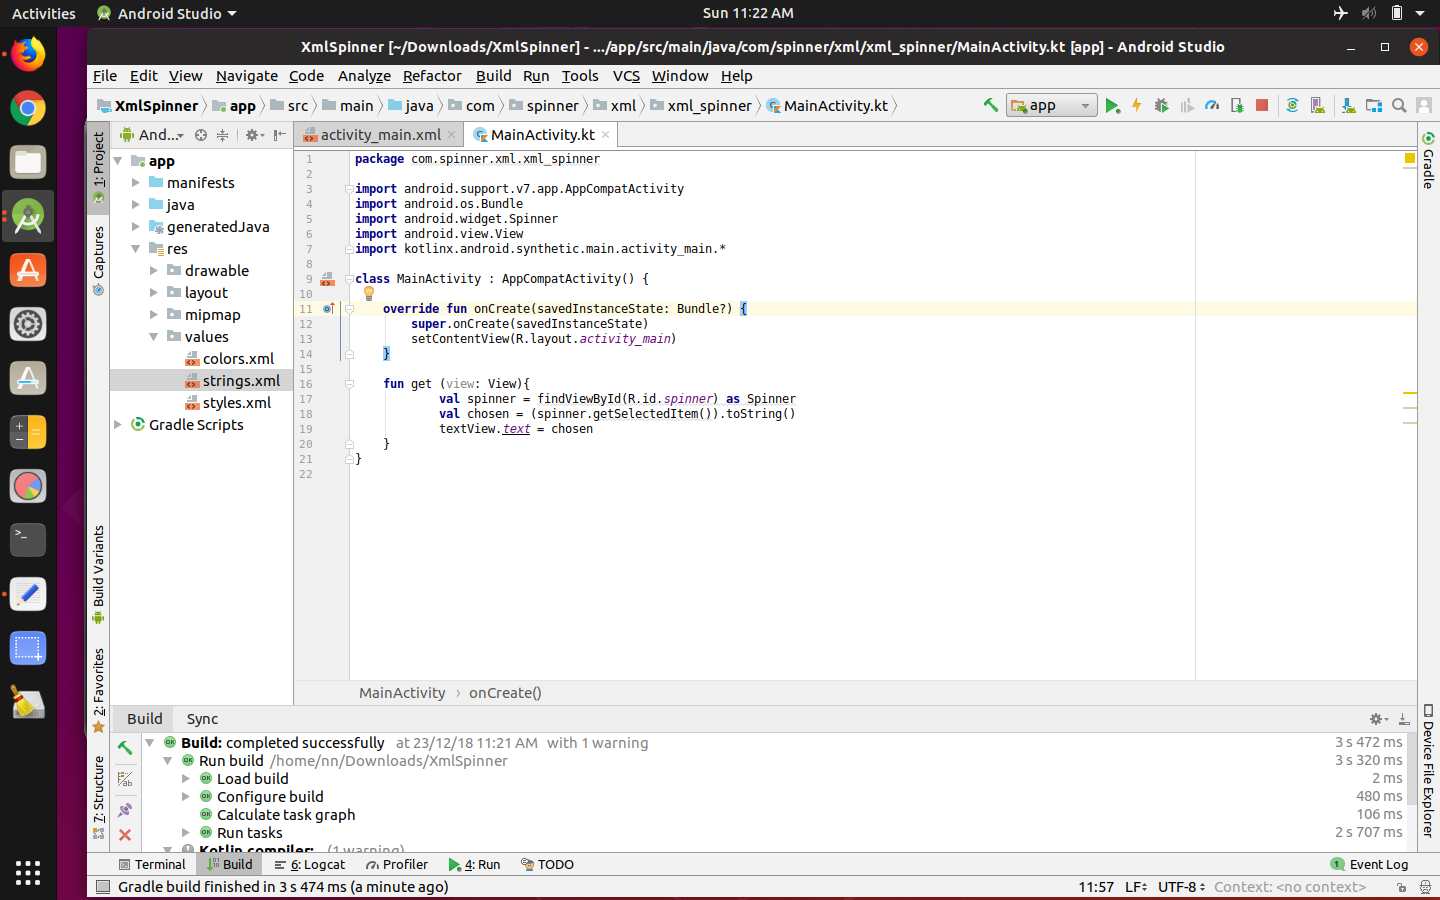 Activities Android Studio Sun 11:22 AM
XmlSpinner [~/Downloads/XmlSpinner] - .../app/src/main/java/com/spinner/xml/xml_spinner/MainActivity.kt [app] - Android Studio
File Edit View Navigate Code Analyze Refactor Build Run Tools VCS Window Help
XmlSpinner app src main java com spinner xml xml_spinner MainActivity.kt app
And... activity_main.xml MainActivity.kt
1: Project
Captures
Build Variants
2: Favorites
7: Structure
app
manifests
java
generatedJava
res
drawable
layout
mipmap
values
colors.xml
strings.xml
styles.xml
Gradle Scripts
1 package com.spinner.xml.xml_spinner
2
3 import android.support.v7.app.AppCompatActivity
4 import android.os.Bundle
5 import android.widget.Spinner
6 import android.view.View
7 import kotlinx.android.synthetic.main.activity_main.*
8
9 class MainActivity : AppCompatActivity() {
10
11 override fun onCreate(savedInstanceState: Bundle?) {
12 super.onCreate(savedInstanceState)
13 setContentView(R.layout.activity_main)
14 }
15
16 fun get (view: View){
17 val spinner = findViewById(R.id.spinner) as Spinner
18 val chosen = (spinner.getSelectedItem()).toString()
19 textView.text = chosen
20 }
21 }
22
Gradle
Device File Explorer
MainActivity › onCreate()
Build Sync
Build: completed successfully at 23/12/18 11:21 AM with 1 warning 3 s 472 ms
Run build /home/nn/Downloads/XmlSpinner 3 s 320 ms
Load build 2 ms
Configure build 480 ms
Calculate task graph 106 ms
Run tasks 2 s 707 ms
Kotlin compiler: (1 warning)
Terminal Build 6: Logcat Profiler 4: Run TODO 1 Event Log
Gradle build finished in 3 s 474 ms (a minute ago) 11:57 LF UTF-8 Context: <no context>